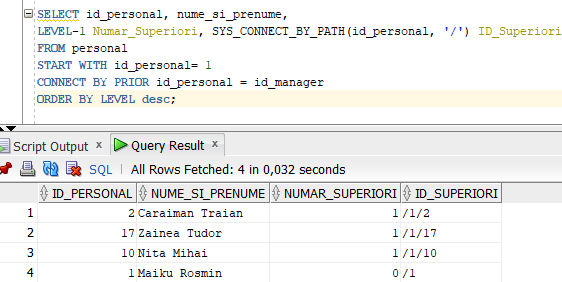 SELECT id_personal, nume_si_prenume,
LEVEL-1 Numar_Superiori, SYS_CONNECT_BY_PATH(id_personal, '/') ID_Superiori
FROM personal
START WITH id_personal= 1
CONNECT BY PRIOR id_personal = id_manager
ORDER BY LEVEL desc;
Script Output x Query Result x
SQL | All Rows Fetched: 4 in 0,032 seconds
ID_PERSONAL NUME_SI_PRENUME NUMAR_SUPERIORI ID_SUPERIORI
1 2 Caraiman Traian 1 /1/2
2 17 Zainea Tudor 1 /1/17
3 10 Nita Mihai 1 /1/10
4 1 Maiku Rosmin 0 /1